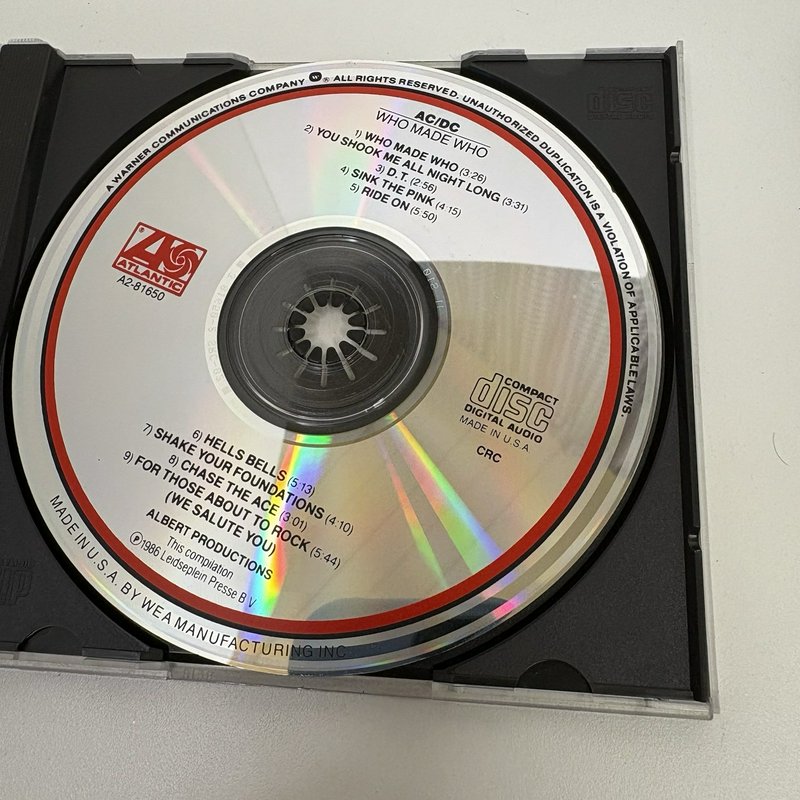 A WARNER COMMUNICATIONS COMPANY W ® ALL RIGHTS RESERVED. UNAUTHORIZED DUPLICATION IS A VIOLATION OF APPLICABLE LAWS.
AC/DC
WHO MADE WHO
1) WHO MADE WHO (3:26)
2) YOU SHOOK ME ALL NIGHT LONG (3:31)
3) D.T. (2:56)
4) SINK THE PINK (4:15)
5) RIDE ON (5:50)
ATLANTIC
A2-81650
COMPACT
disc
DIGITAL AUDIO
MADE IN U.S.A.
CRC
6) HELLS BELLS (5:13)
7) SHAKE YOUR FOUNDATIONS (4:10)
8) CHASE THE ACE (3:01)
9) FOR THOSE ABOUT TO ROCK (5:44)
(WE SALUTE YOU)
ALBERT PRODUCTIONS
This compilation
℗1986 Leidseplein Presse B V
MADE IN U.S.A. BY WEA MANUFACTURING INC
disc